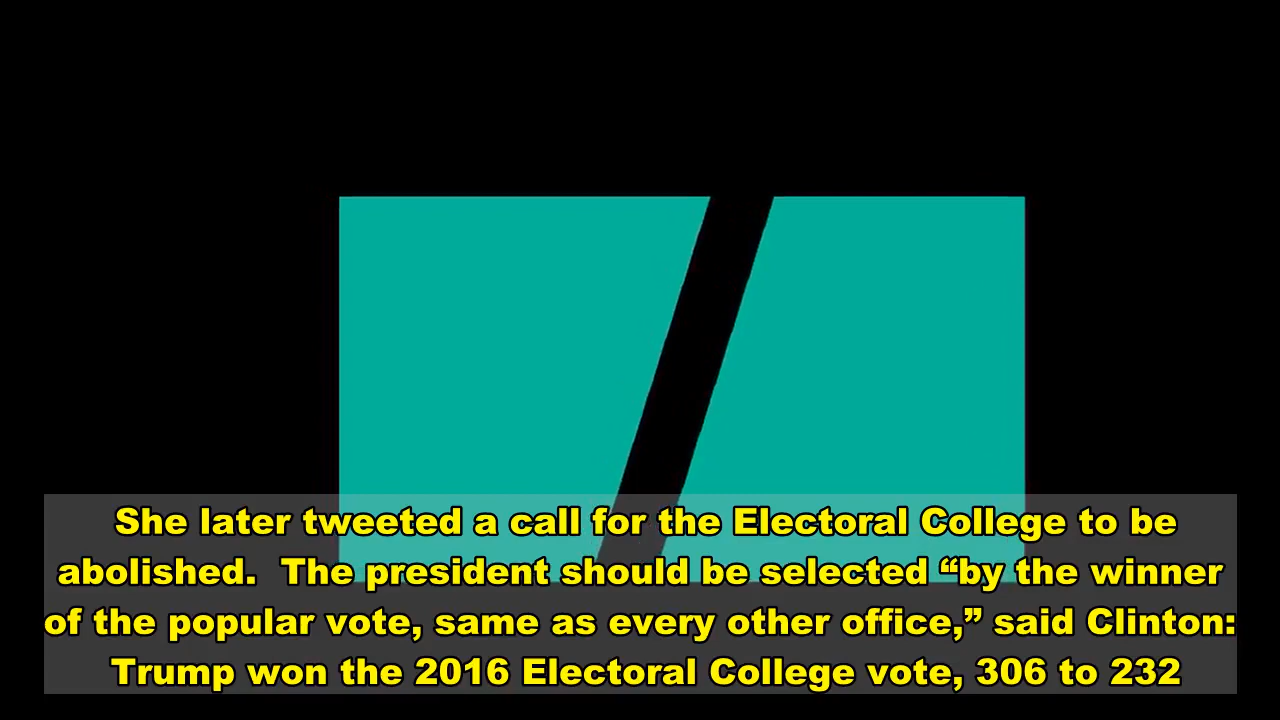 She later tweeted a call for the Electoral College to be
abolished.  The president should be selected “by the winner
of the popular vote, same as every other office,” said Clinton:
Trump won the 2016 Electoral College vote, 306 to 232